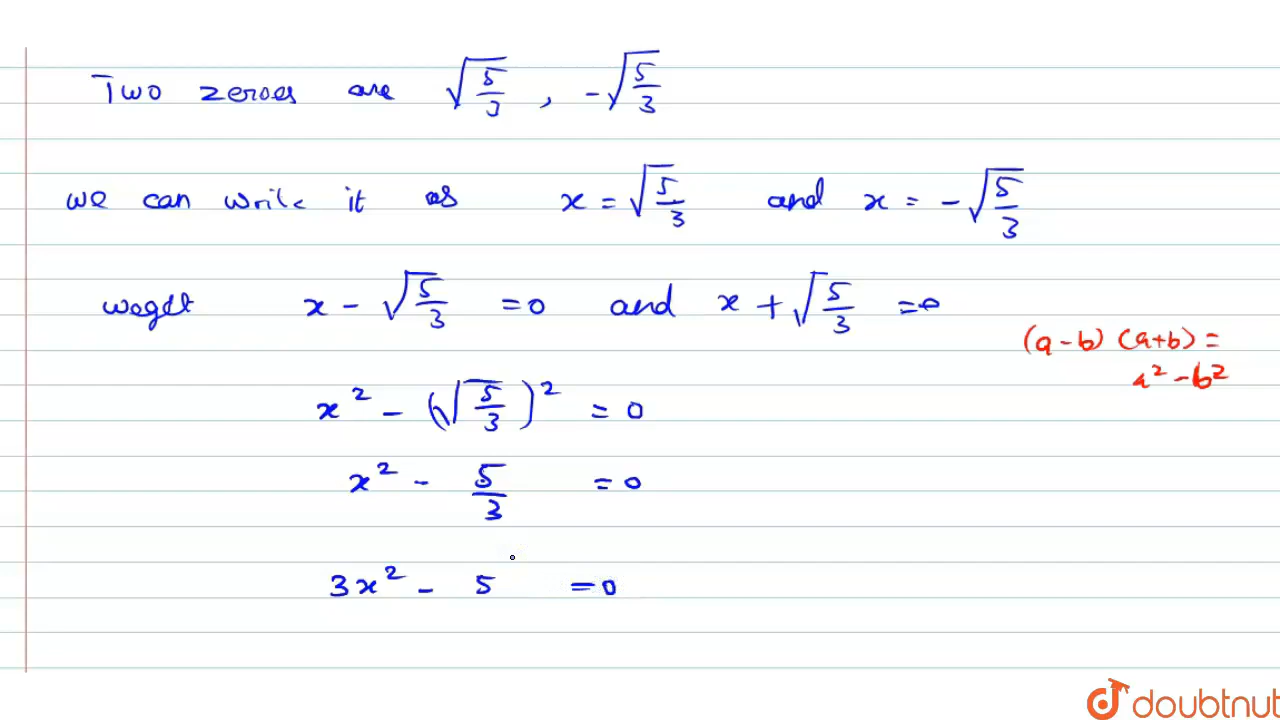 Two zeroes are √5/3 , -√5/3
we can write it as x = √5/3 and x = -√5/3
weget x - √5/3 = 0 and x + √5/3 = 0
(a-b) (a+b) =
a² - b²
x² - (√5/3)² = 0
x² - 5/3 = 0
3x² - 5 = 0
doubtnut